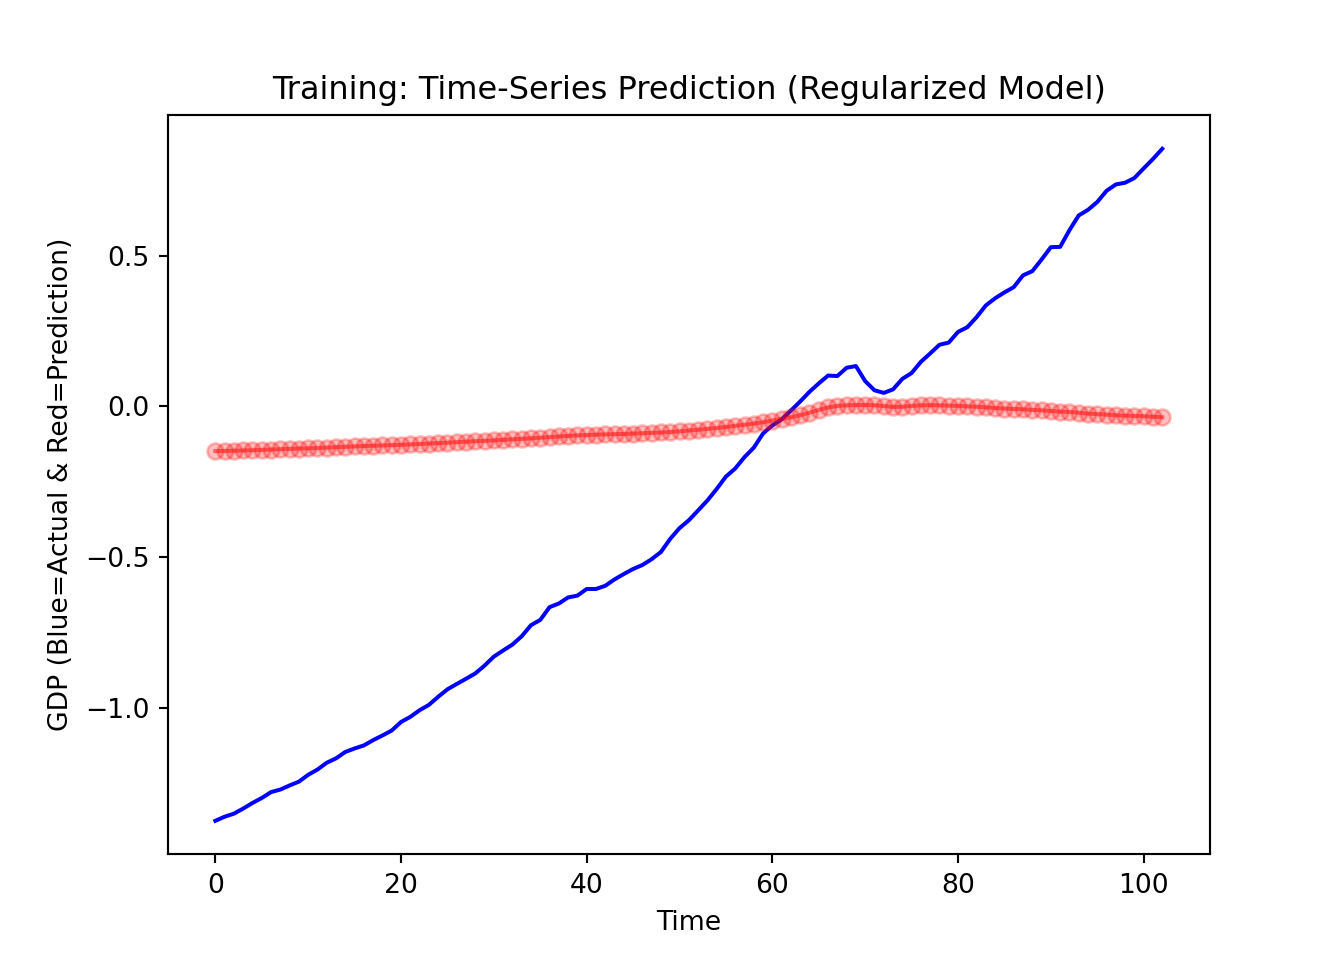 Training: Time-Series Prediction (Regularized Model)
GDP (Blue=Actual & Red=Prediction)
0.5
0.0
−0.5
−1.0
0 20 40 60 80 100
Time